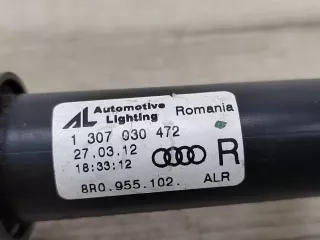 AL Automotive Lighting Romania
1 307 030 472
27.03.12
18:33:12 R
8R0.955.102. ALR